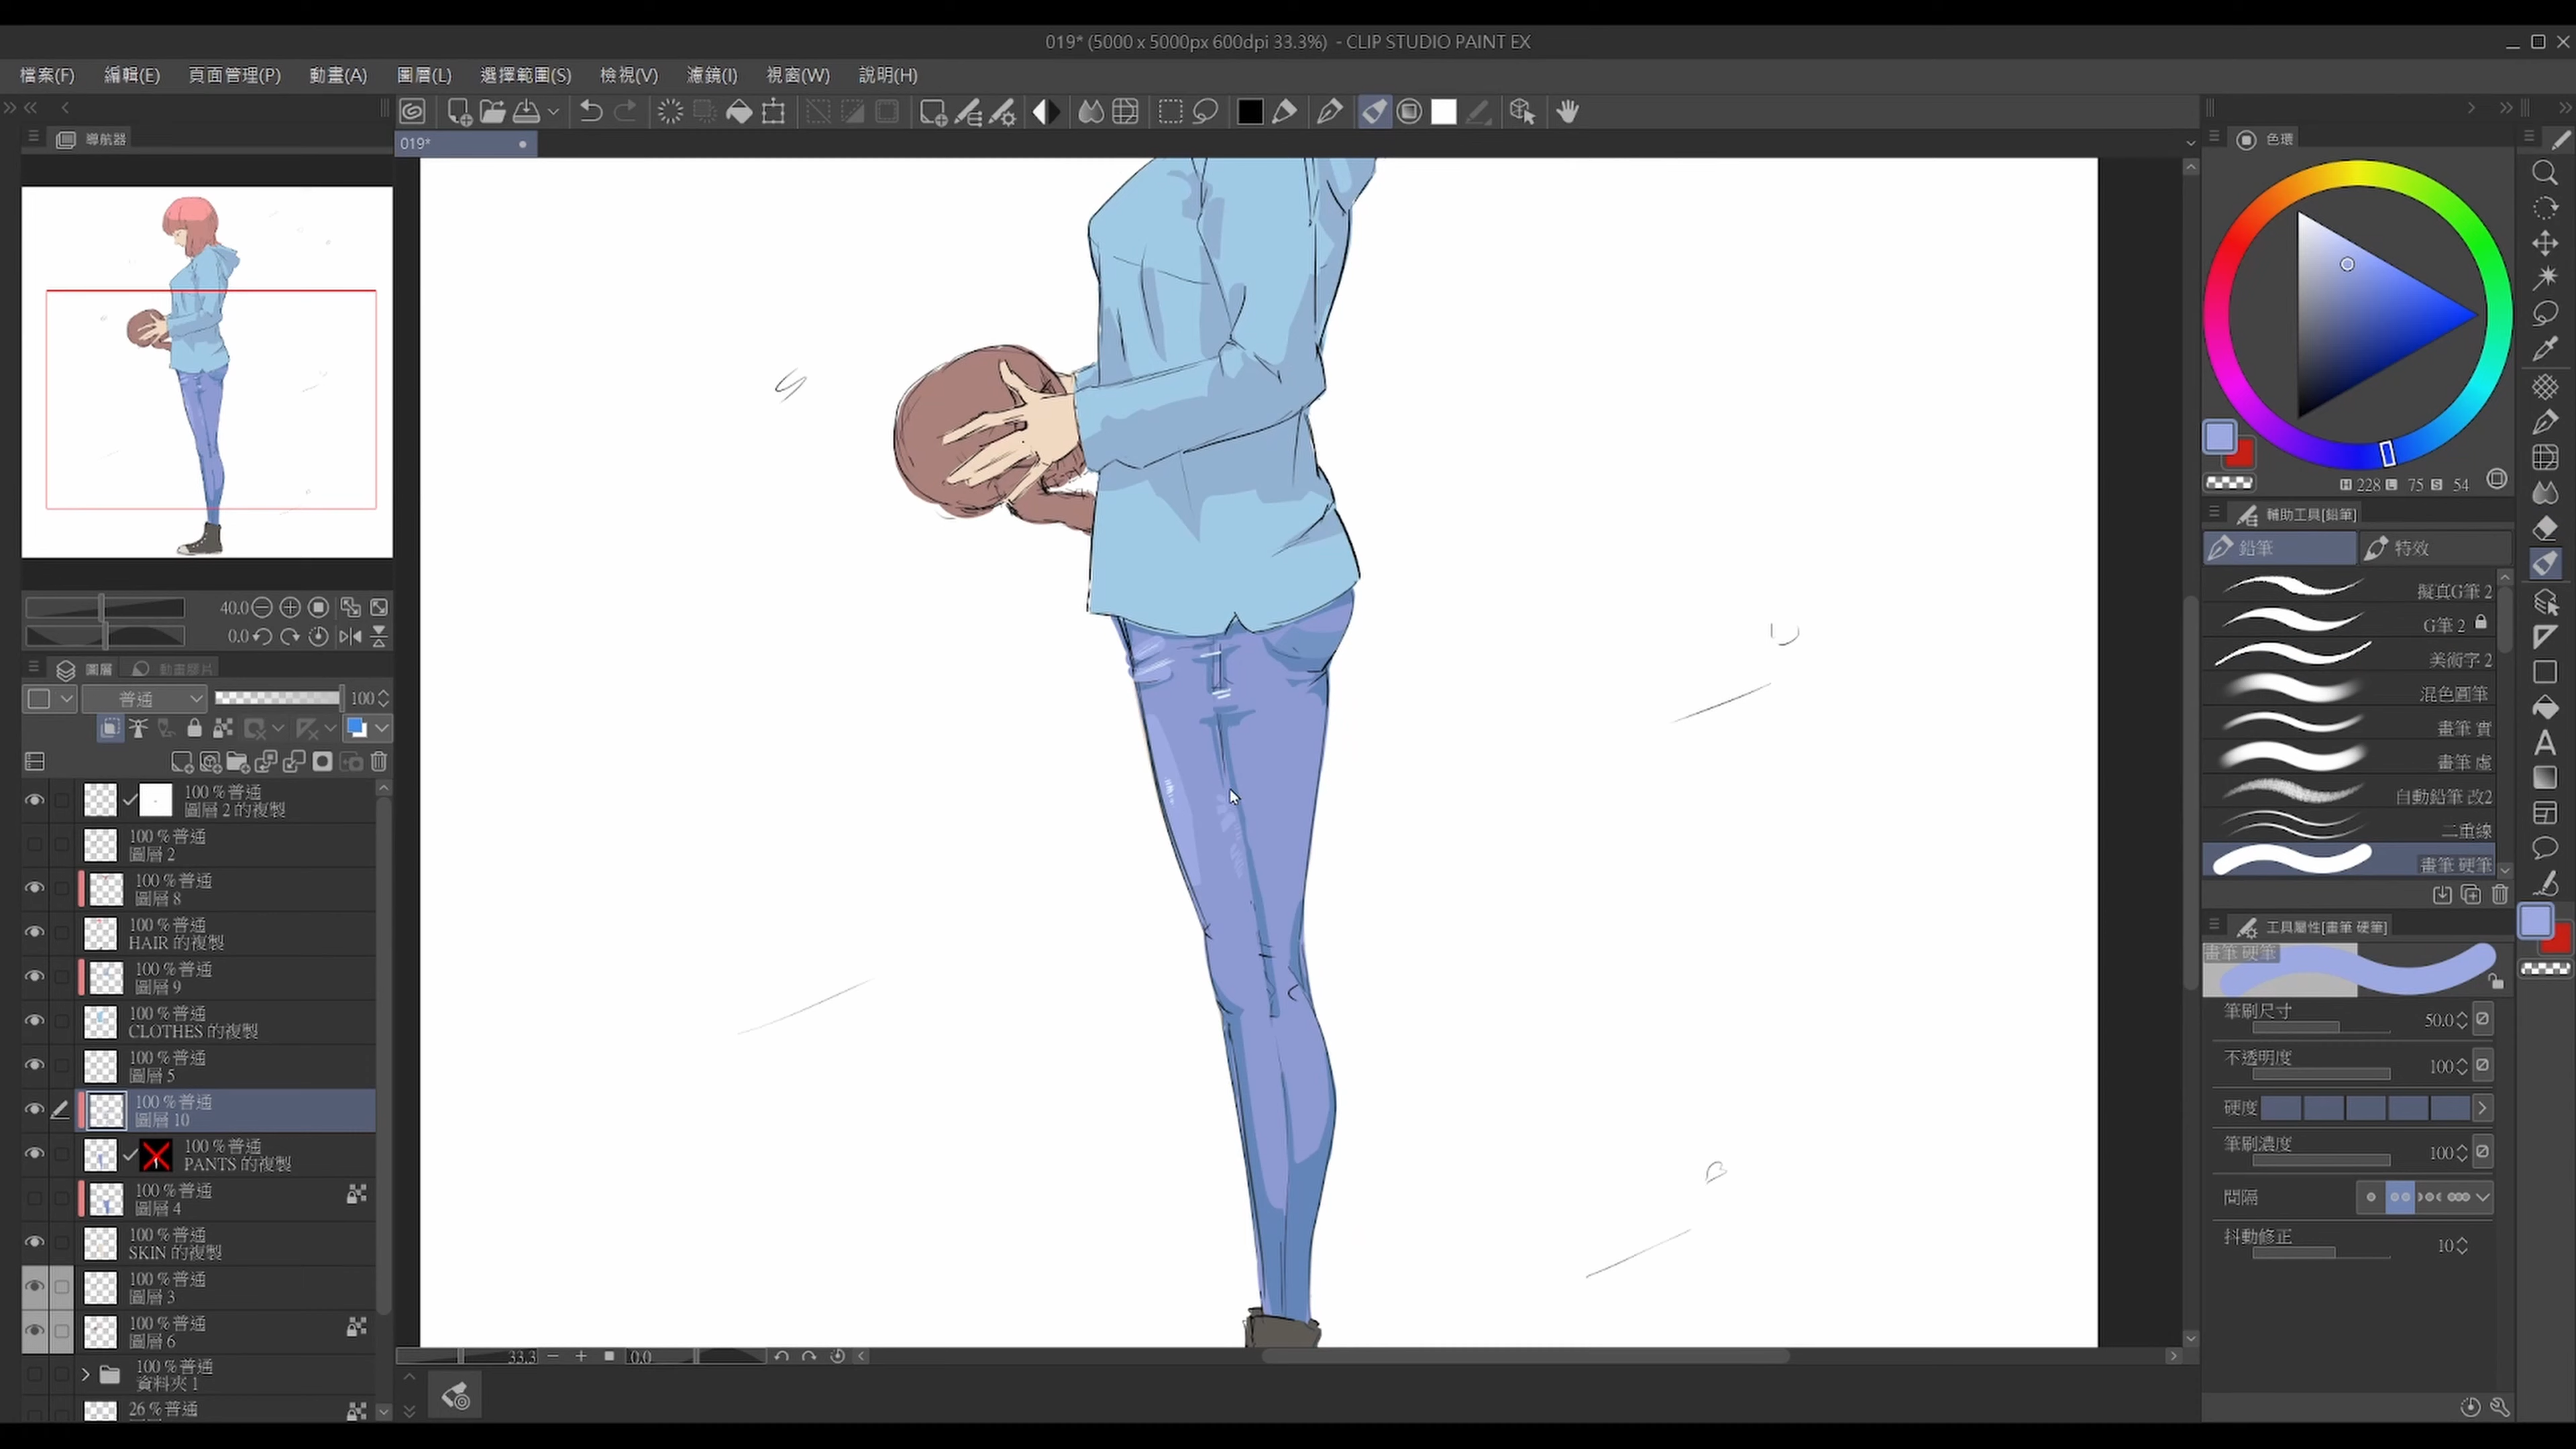 019* (5000 x 5000px 600dpi 33.3%) - CLIP STUDIO PAINT EX
檔案(F) 編輯(E) 頁面管理(P) 動畫(A) 圖層(L) 選擇範圍(S) 檢視(V) 濾鏡(I) 視窗(W) 說明(H)
019*
導航器
40.0
0.0
圖層 動畫膠片
普通 100
100 %普通
圖層 2 的複製
100 %普通
圖層 2
100 %普通
圖層 8
100 %普通
HAIR 的複製
100 %普通
圖層 9
100 %普通
CLOTHES 的複製
100 %普通
圖層 5
100 %普通
圖層 10
100 %普通
PANTS 的複製
100 %普通
圖層 4
100 %普通
SKIN 的複製
100 %普通
圖層 3
100 %普通
圖層 6
100 %普通
資料夾 1
26 %普通
33.3 0.0
色環
H 228 L 75 S 54
輔助工具[鉛筆]
鉛筆 特效
擬真G筆 2
G筆 2
美術字 2
混色圓筆
畫筆 實
畫筆 虛
自動鉛筆 改2
二重線
畫筆 硬筆
工具屬性[畫筆 硬筆]
畫筆 硬筆
筆刷尺寸 50.0
不透明度 100
硬度
筆刷濃度 100
間隔
抖動修正 10